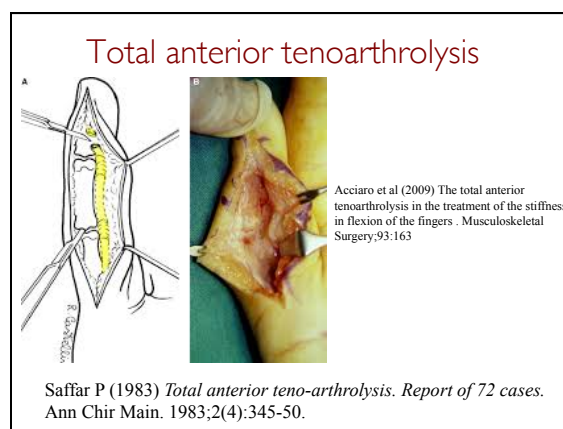 Total anterior tenoarthrolysis
A
B
Acciaro et al (2009) The total anterior
tenoarthrolysis in the treatment of the stiffness
in flexion of the fingers . Musculoskeletal
Surgery;93:163
Saffar P (1983) Total anterior teno-arthrolysis. Report of 72 cases.
Ann Chir Main. 1983;2(4):345-50.